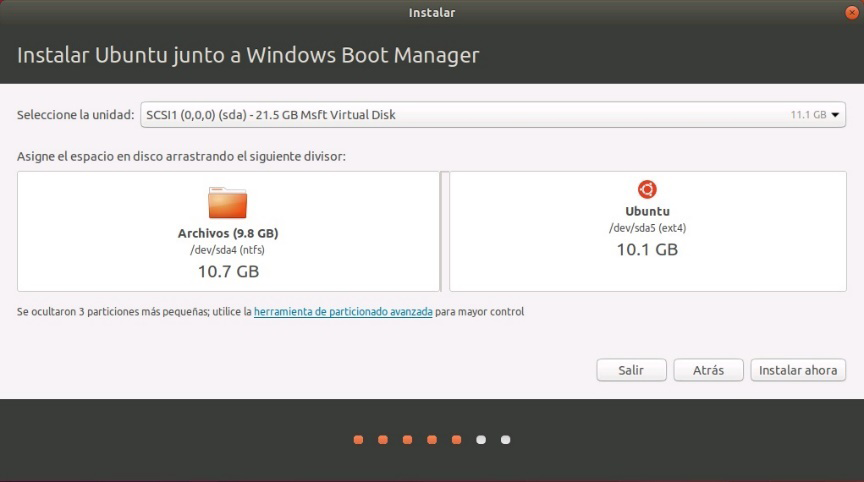 Instalar
Instalar Ubuntu junto a Windows Boot Manager
Seleccione la unidad: SCSI1 (0,0,0) (sda) - 21.5 GB Msft Virtual Disk 11.1 GB
Asigne el espacio en disco arrastrando el siguiente divisor:
Archivos (9.8 GB)
/dev/sda4 (ntfs)
10.7 GB
Ubuntu
/dev/sda5 (ext4)
10.1 GB
Se ocultaron 3 particiones más pequeñas; utilice la herramienta de particionado avanzada para mayor control
Salir Atrás Instalar ahora